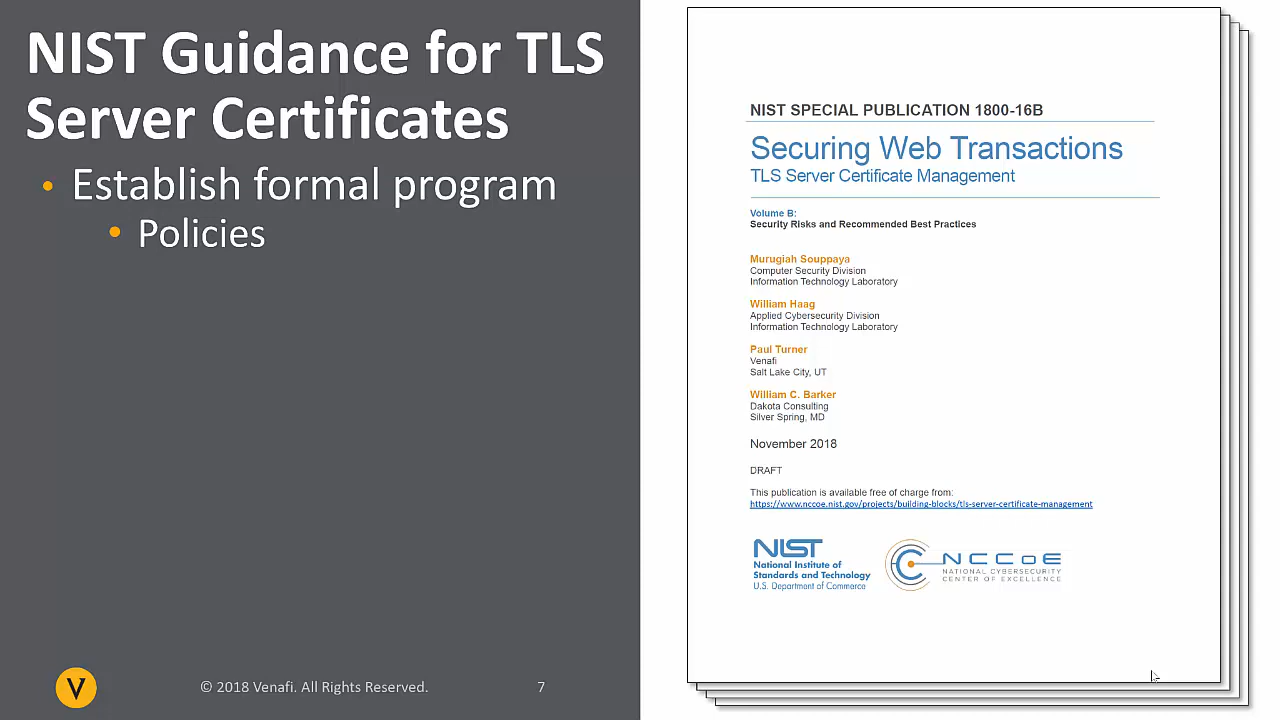 NIST Guidance for TLS
Server Certificates
• Establish formal program
• Policies
V
© 2018 Venafi. All Rights Reserved.
7
NIST SPECIAL PUBLICATION 1800-16B
Securing Web Transactions
TLS Server Certificate Management
Volume B:
Security Risks and Recommended Best Practices
Murugiah Souppaya
Computer Security Division
Information Technology Laboratory
William Haag
Applied Cybersecurity Division
Information Technology Laboratory
Paul Turner
Venafi
Salt Lake City, UT
William C. Barker
Dakota Consulting
Silver Spring, MD
November 2018
DRAFT
This publication is available free of charge from:
https://www.nccoe.nist.gov/projects/building-blocks/tls-server-certificate-management
NIST
National Institute of
Standards and Technology
U.S. Department of Commerce
NCCoE
NATIONAL CYBERSECURITY
CENTER OF EXCELLENCE